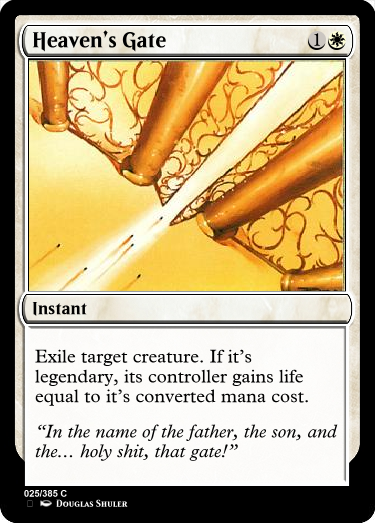 Heaven's Gate
1
Instant
Exile target creature. If it's
legendary, its controller gains life
equal to it's converted mana cost.
"In the name of the father, the son, and
the… holy shit, that gate!"
025/385 C
Douglas Shuler